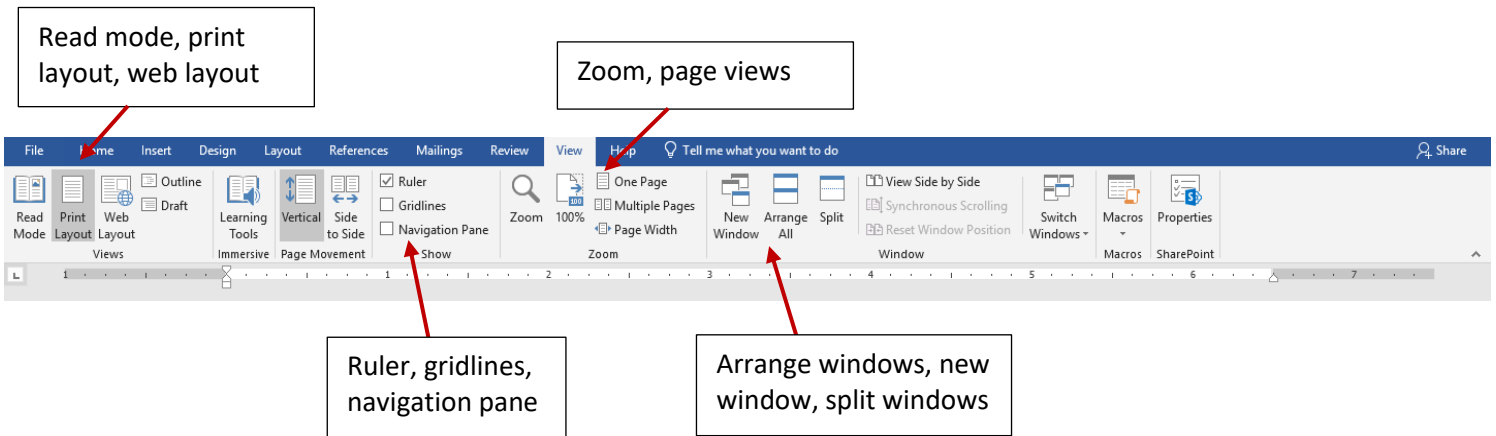 Read mode, print
layout, web layout
Zoom, page views
File Home Insert Design Layout References Mailings Review View Help Tell me what you want to do Share
Read Mode
Print Layout
Web Layout
Outline
Draft
Views
Learning Tools
Immersive
Vertical
Side to Side
Page Movement
Ruler
Gridlines
Navigation Pane
Show
Zoom
100%
100
One Page
Multiple Pages
Page Width
Zoom
New Window
Arrange All
Split
View Side by Side
Synchronous Scrolling
Reset Window Position
Switch Windows
Window
Macros
Macros
Properties
SharePoint
L 1 1 2 3 4 5 6 7
Ruler, gridlines,
navigation pane
Arrange windows, new
window, split windows